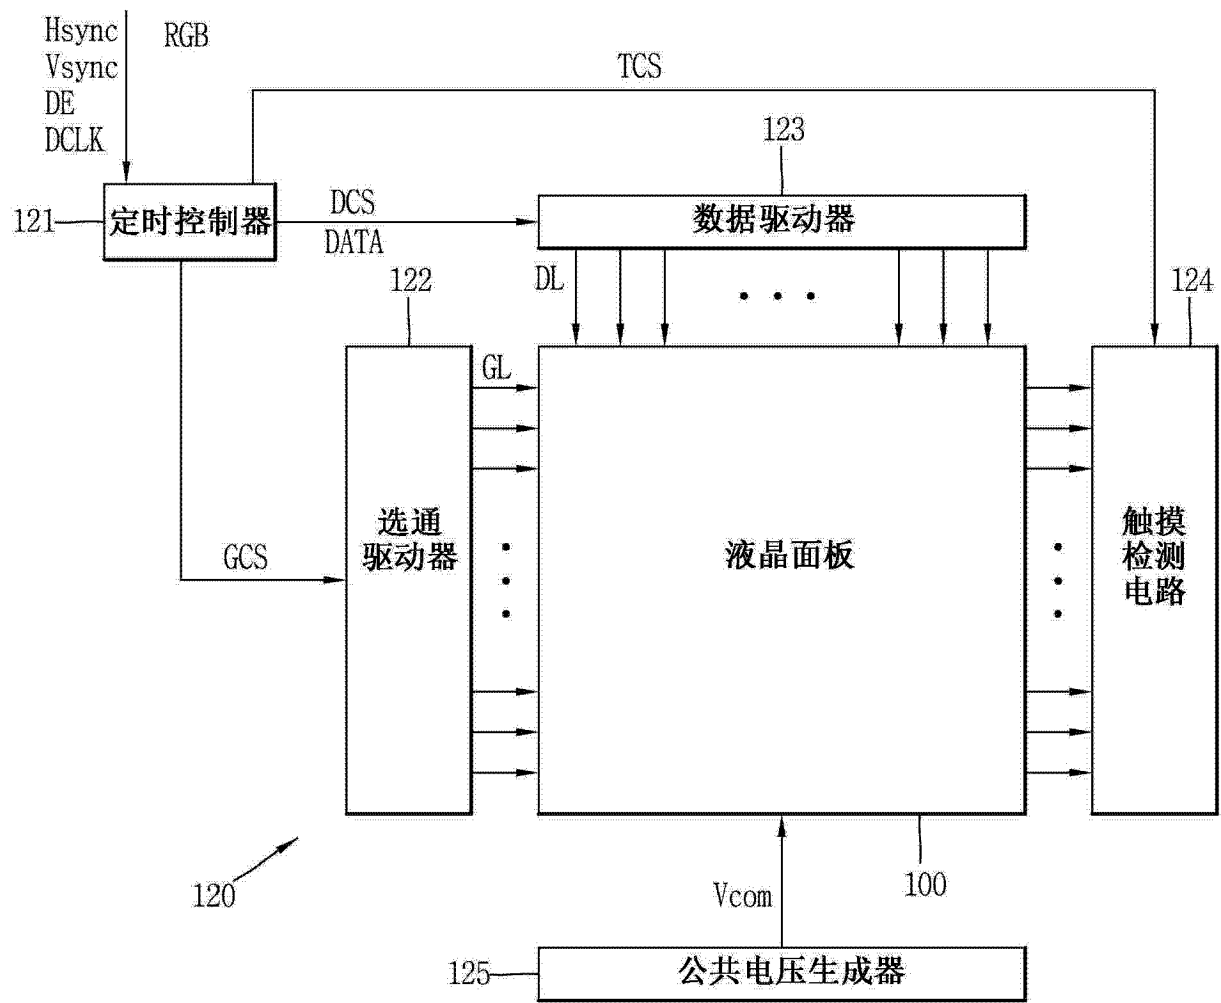 Hsync
RGB
Vsync
DE
DCLK
TCS
123
121
定时控制器
DCS
DATA
数据驱动器
122
DL
124
GL
选通
驱动器
GCS
液晶面板
触摸
检测
电路
120
Vcom
100
125
公共电压生成器